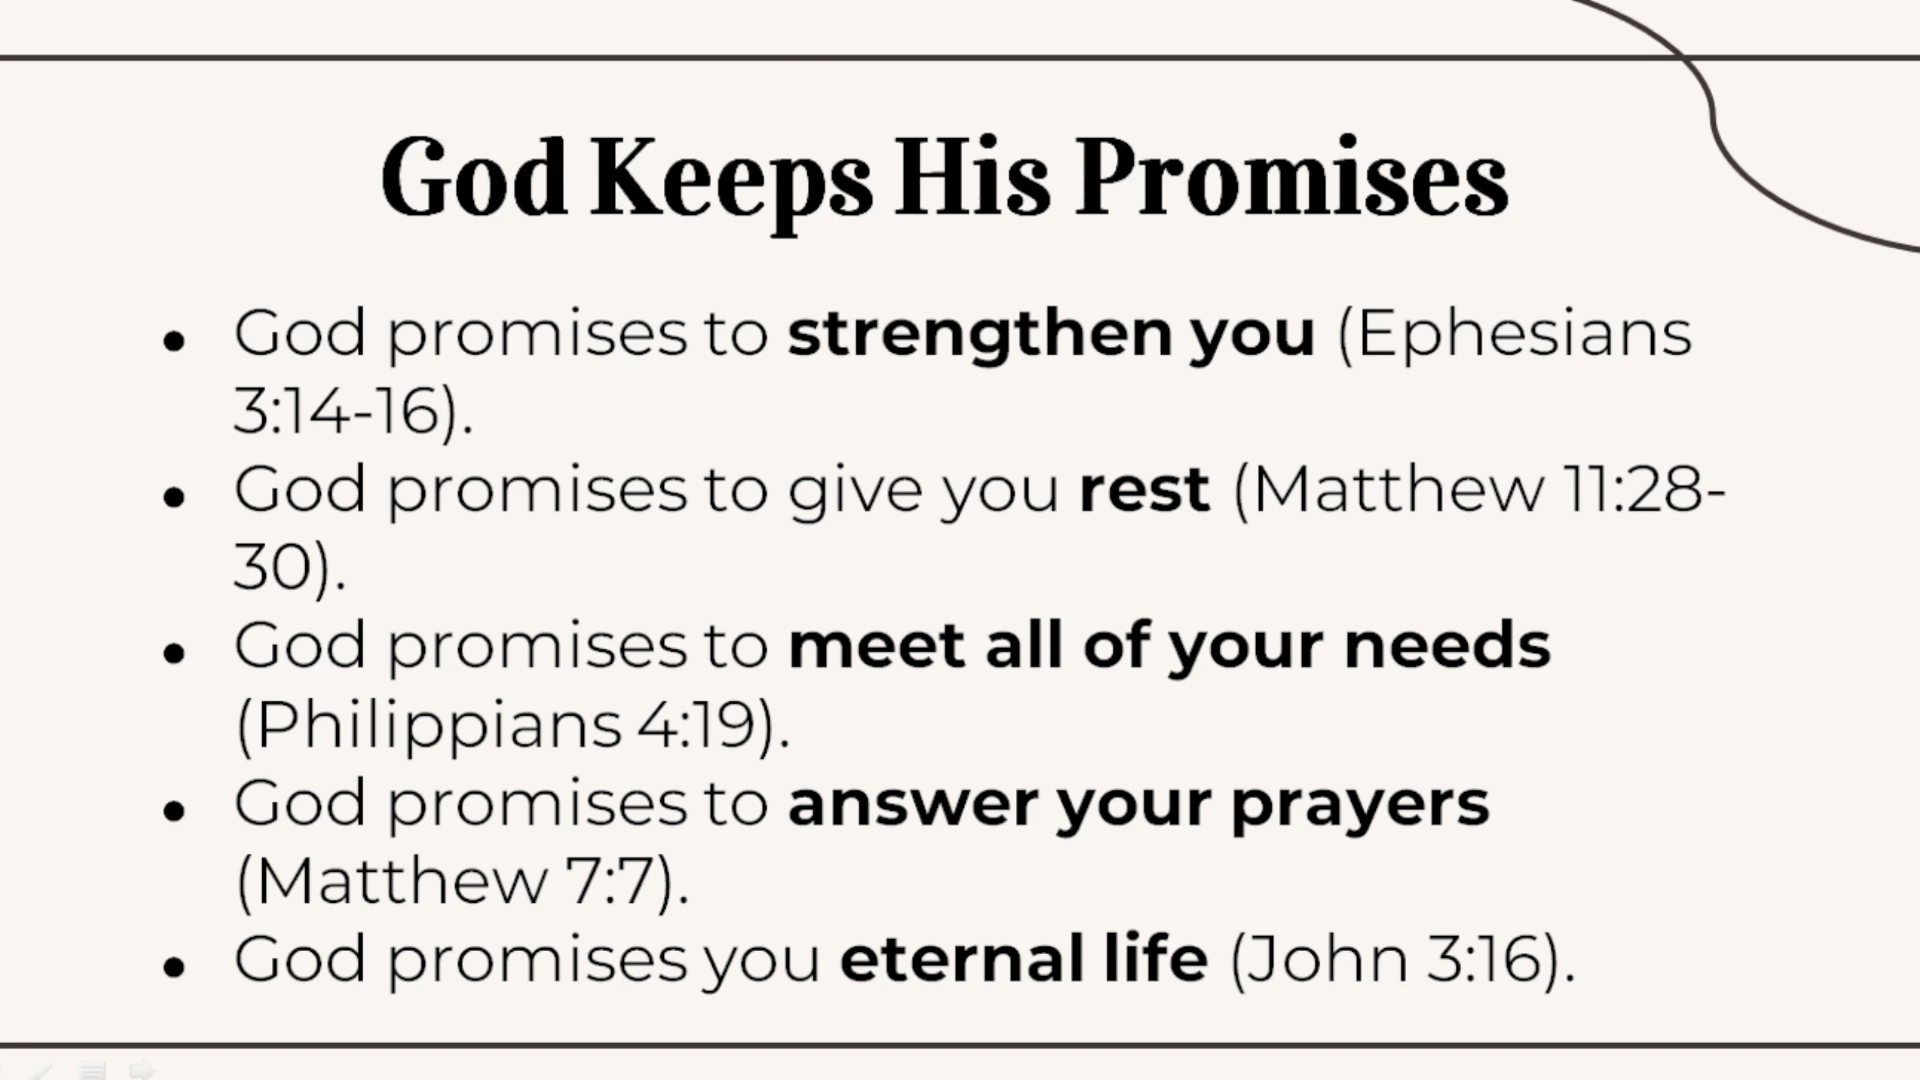 God Keeps His Promises
• God promises to strengthen you (Ephesians
3:14-16).
• God promises to give you rest (Matthew 11:28-
30).
• God promises to meet all of your needs
(Philippians 4:19).
• God promises to answer your prayers
(Matthew 7:7).
• God promises you eternal life (John 3:16).